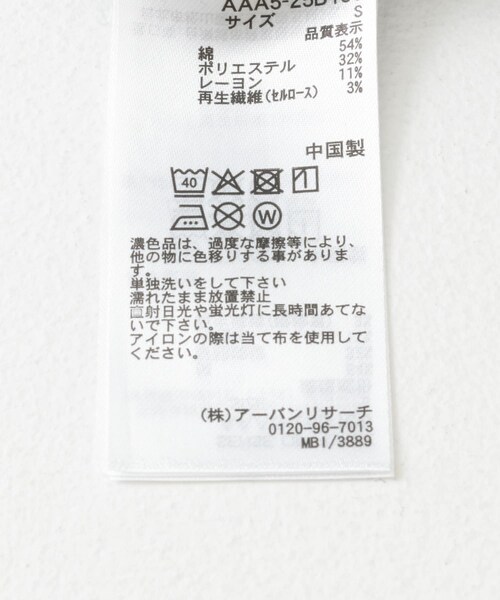 サイズ
S
品質表示
綿 54%
ポリエステル 32%
レーヨン 11%
再生繊維(セルロース) 3%
中国製
40
W
濃色品は、過度な摩擦等により、
他の物に色移りする事がありま
す。
単独洗いをして下さい
濡れたまま放置禁止
直射日光や蛍光灯に長時間あてな
いで下さい。
アイロンの際は当て布を使用して
ください。
(株)アーバンリサーチ
0120-96-7013
MBI/3889